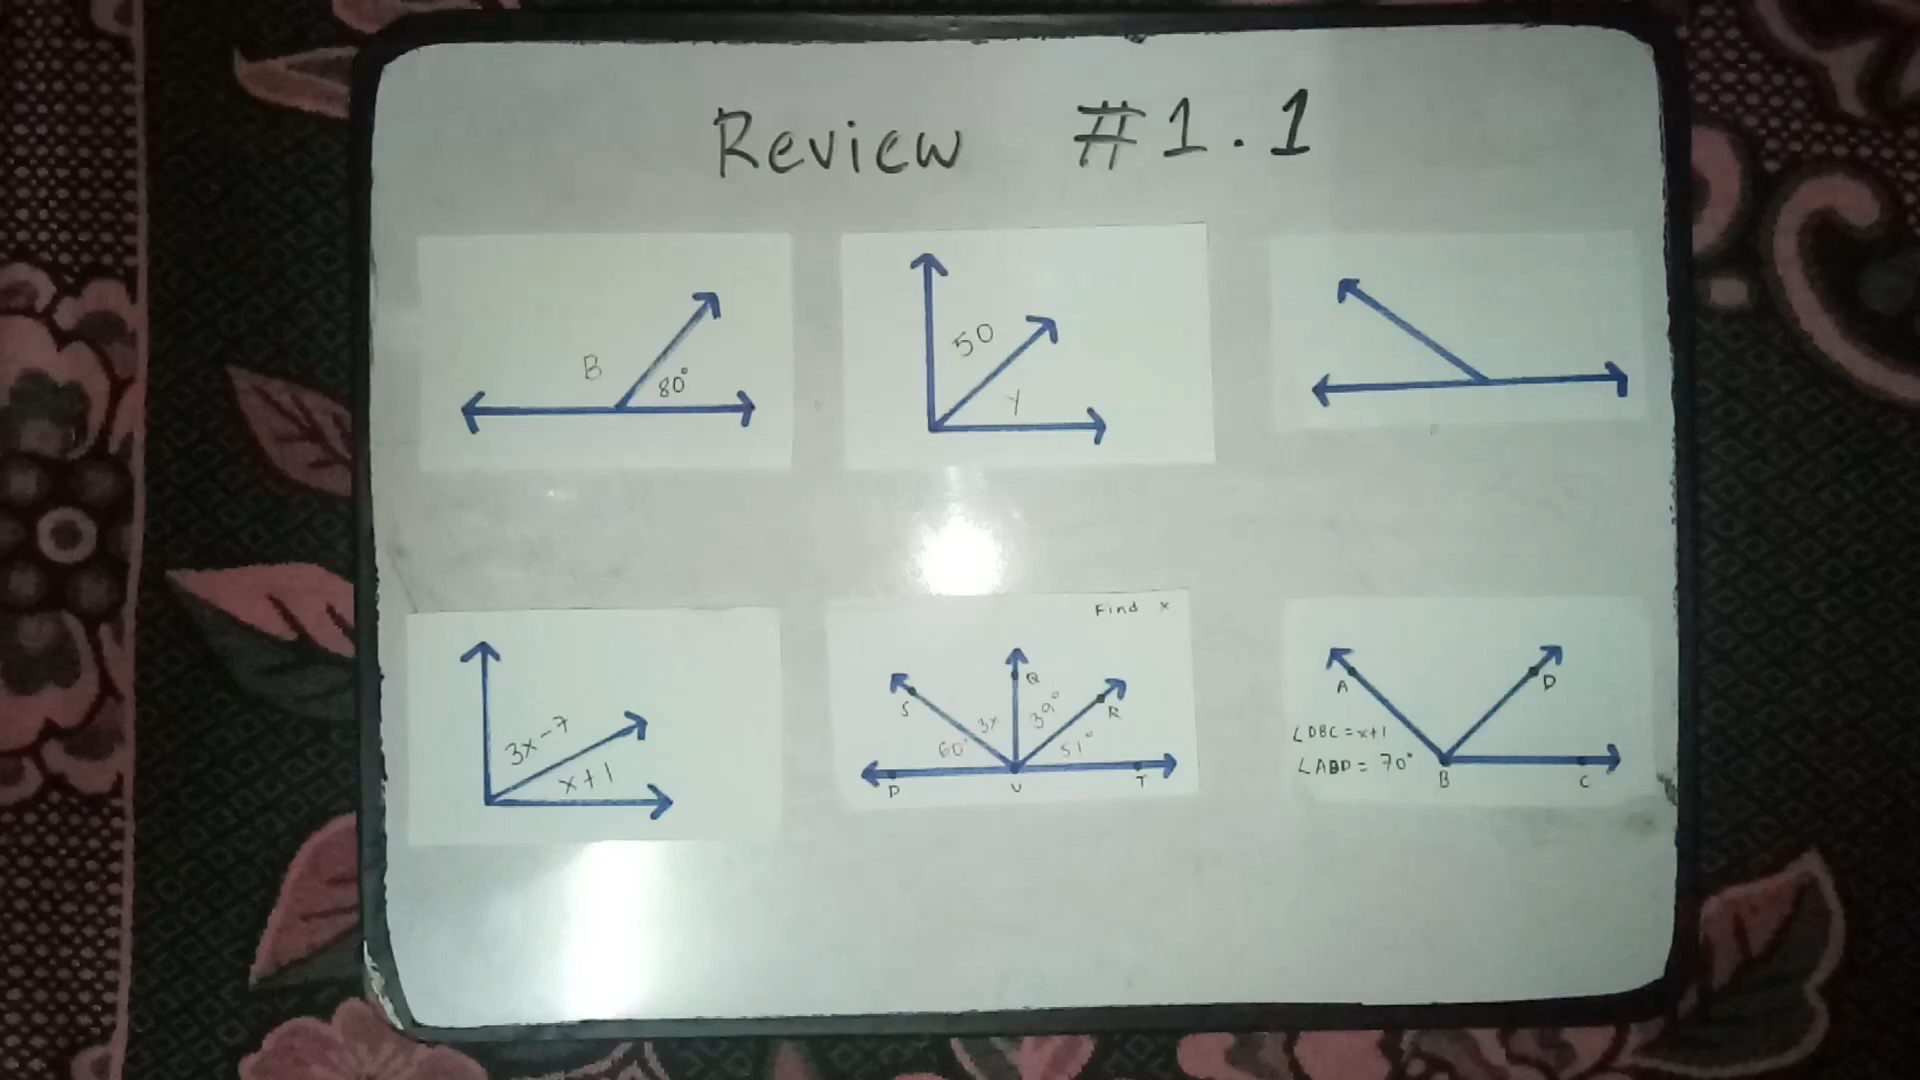 Review #1.1
B
80°
50
Y
3x-7
x+1
Find x
S
Q
R
60°
3x
39°
51°
P
U
T
A
D
∠DBC = x+1
∠ABD = 70°
B
C